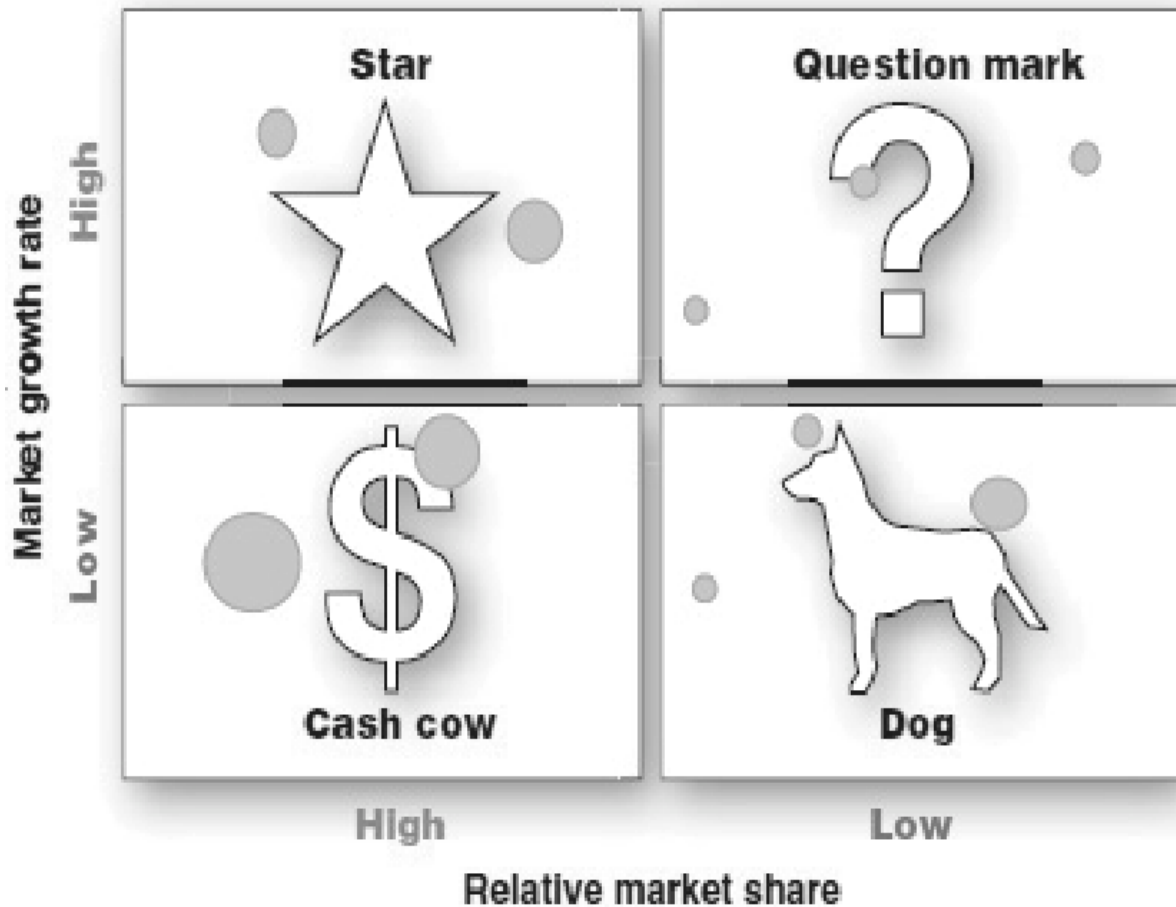 Star
Question mark
?
High
Market growth rate
Low
$
Cash cow
Dog
High
Low
Relative market share